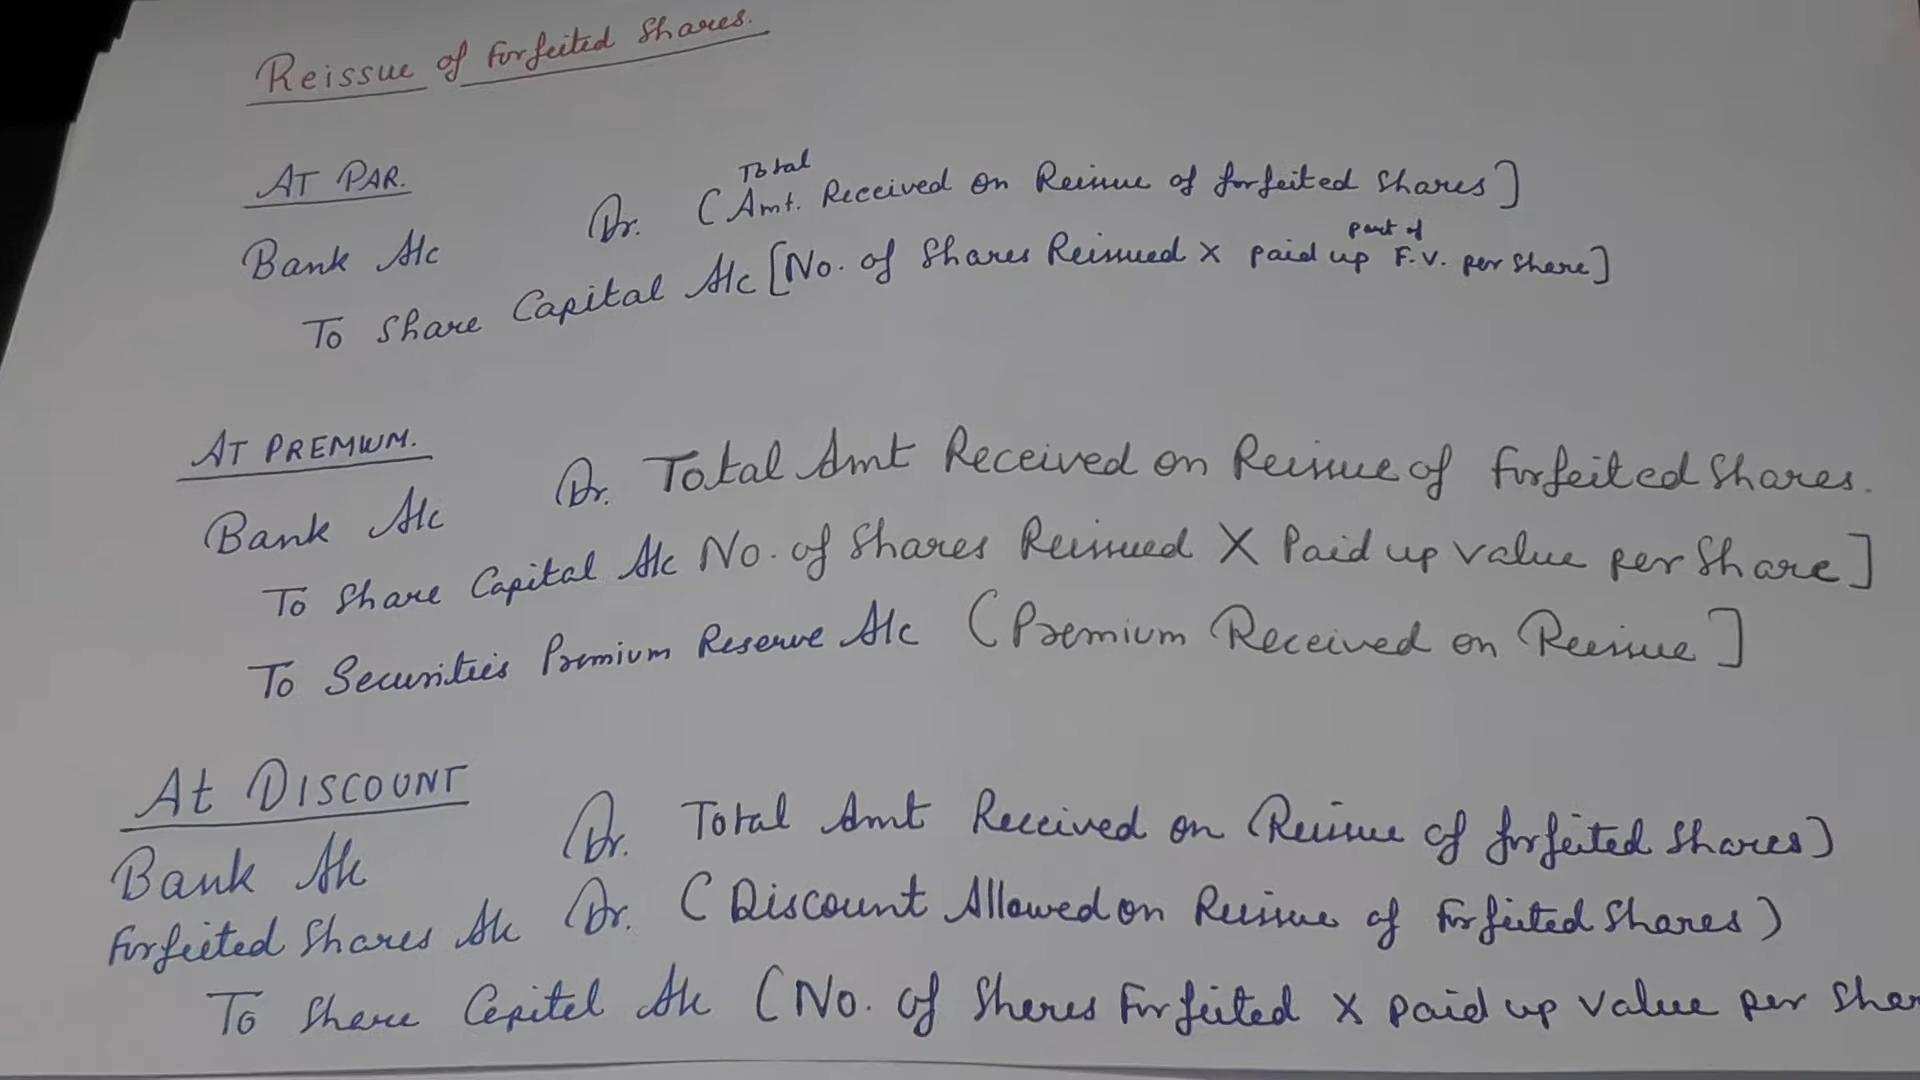 Reissue of Forfeited Shares.
AT PAR.
Bank A/c Dr. (Total Amt. Received on Reissue of forfeited Shares]
To Share Capital A/c [No. of Shares Reissued X paid up part of F.V. per Share]
AT PREMIUM.
Bank A/c Dr. Total Amt Received on Reissue of Forfeited Shares.
To Share Capital A/c No. of Shares Reissued X Paid up value per Share]
To Securities Premium Reserve A/c (Premium Received on Reissue]
At DISCOUNT
Bank A/c Dr. Total Amt Received on (Reissue of forfeited Shares)
Forfeited Shares A/c Dr. (Discount Allowed on Reissue of Forfeited Shares)
To Share Capital A/c (No. of Shares Forfeited X paid up value per Shar